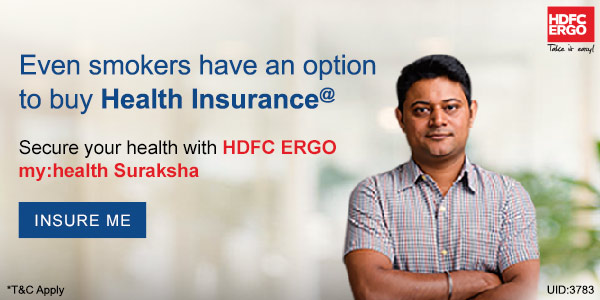 HDFC
ERGO
Take it easy!
Even smokers have an option
to buy Health Insurance@
Secure your health with HDFC ERGO
my:health Suraksha
INSURE ME
*T&C Apply
UID:3783